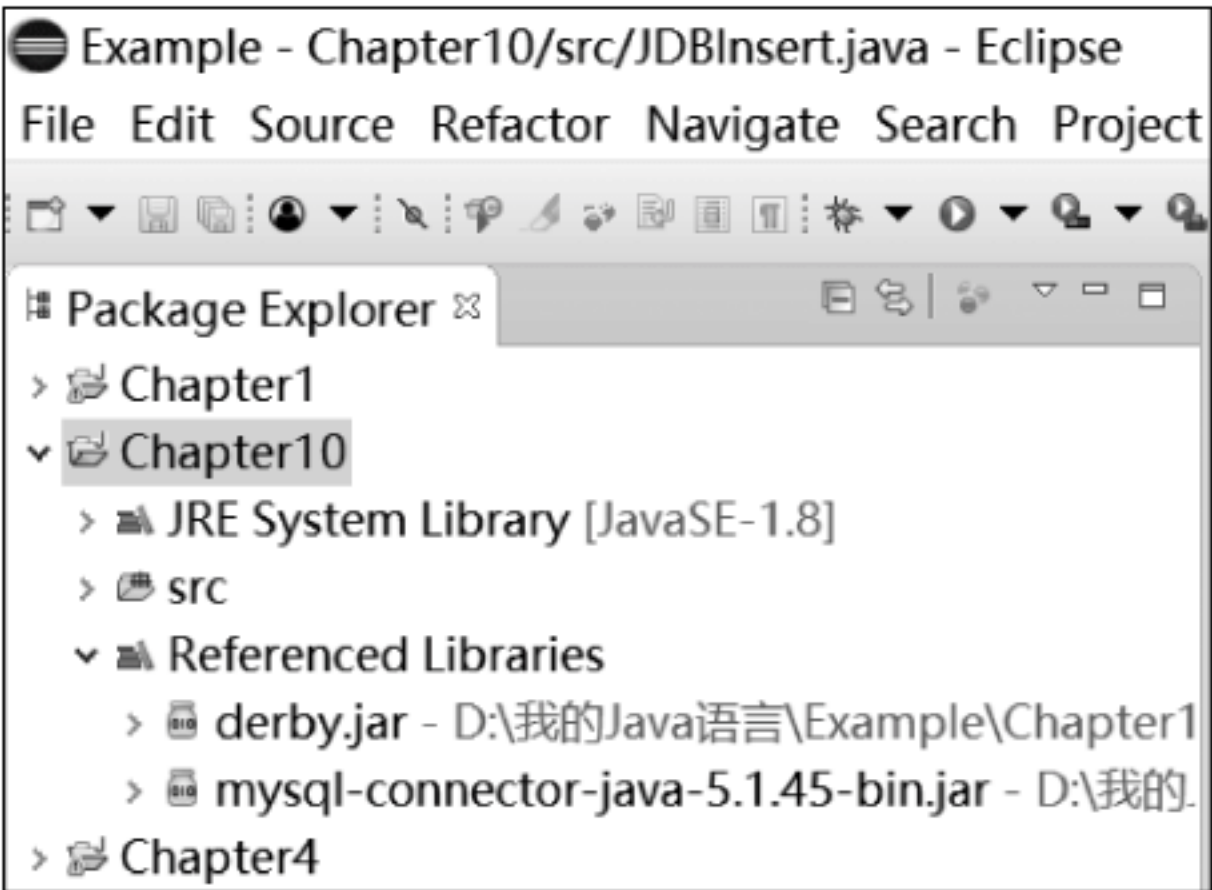 Example - Chapter10/src/JDBInsert.java - Eclipse
File Edit Source Refactor Navigate Search Project
Package Explorer
Chapter1
Chapter10
JRE System Library [JavaSE-1.8]
src
Referenced Libraries
derby.jar - D:\我的Java语言\Example\Chapter1
mysql-connector-java-5.1.45-bin.jar - D:\我的
Chapter4